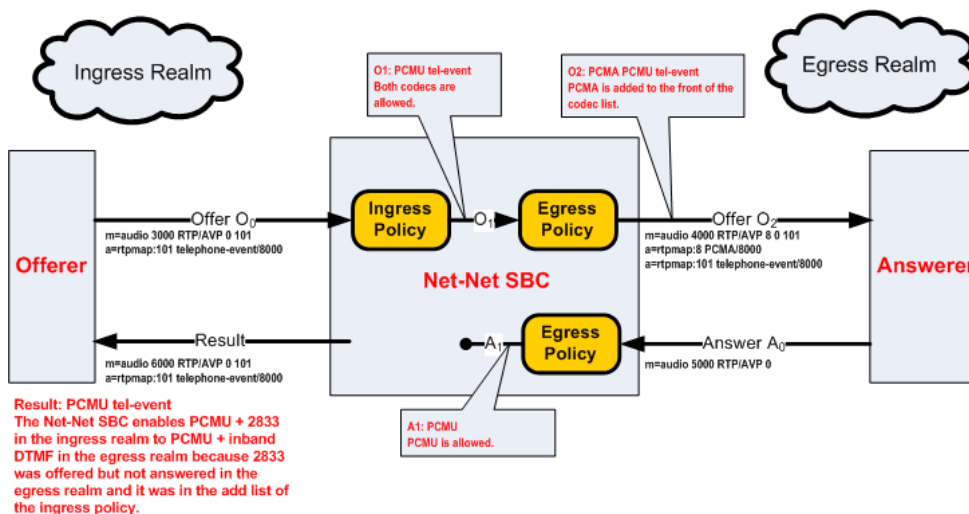 Ingress Realm
Egress Realm
O1: PCMU tel-event
Both codecs are
allowed.
O2: PCMA PCMU tel-event
PCMA is added to the front of the
codec list.
Offerer
Offer O0
m=audio 3000 RTP/AVP 0 101
a=rtpmap:101 telephone-event/8000
Ingress
Policy
O1
Egress
Policy
Offer O2
m=audio 4000 RTP/AVP 8 0 101
a=rtpmap:8 PCMA/8000
a=rtpmap:101 telephone-event/8000
Answerer
Net-Net SBC
Result
m=audio 6000 RTP/AVP 0 101
a=rtpmap:101 telephone-event/8000
A1
Egress
Policy
Answer A0
m=audio 5000 RTP/AVP 0
A1: PCMU
PCMU is allowed.
Result: PCMU tel-event
The Net-Net SBC enables PCMU + 2833
in the ingress realm to PCMU + inband
DTMF in the egress realm because 2833
was offered but not answered in the
egress realm and it was in the add list of
the ingress policy.